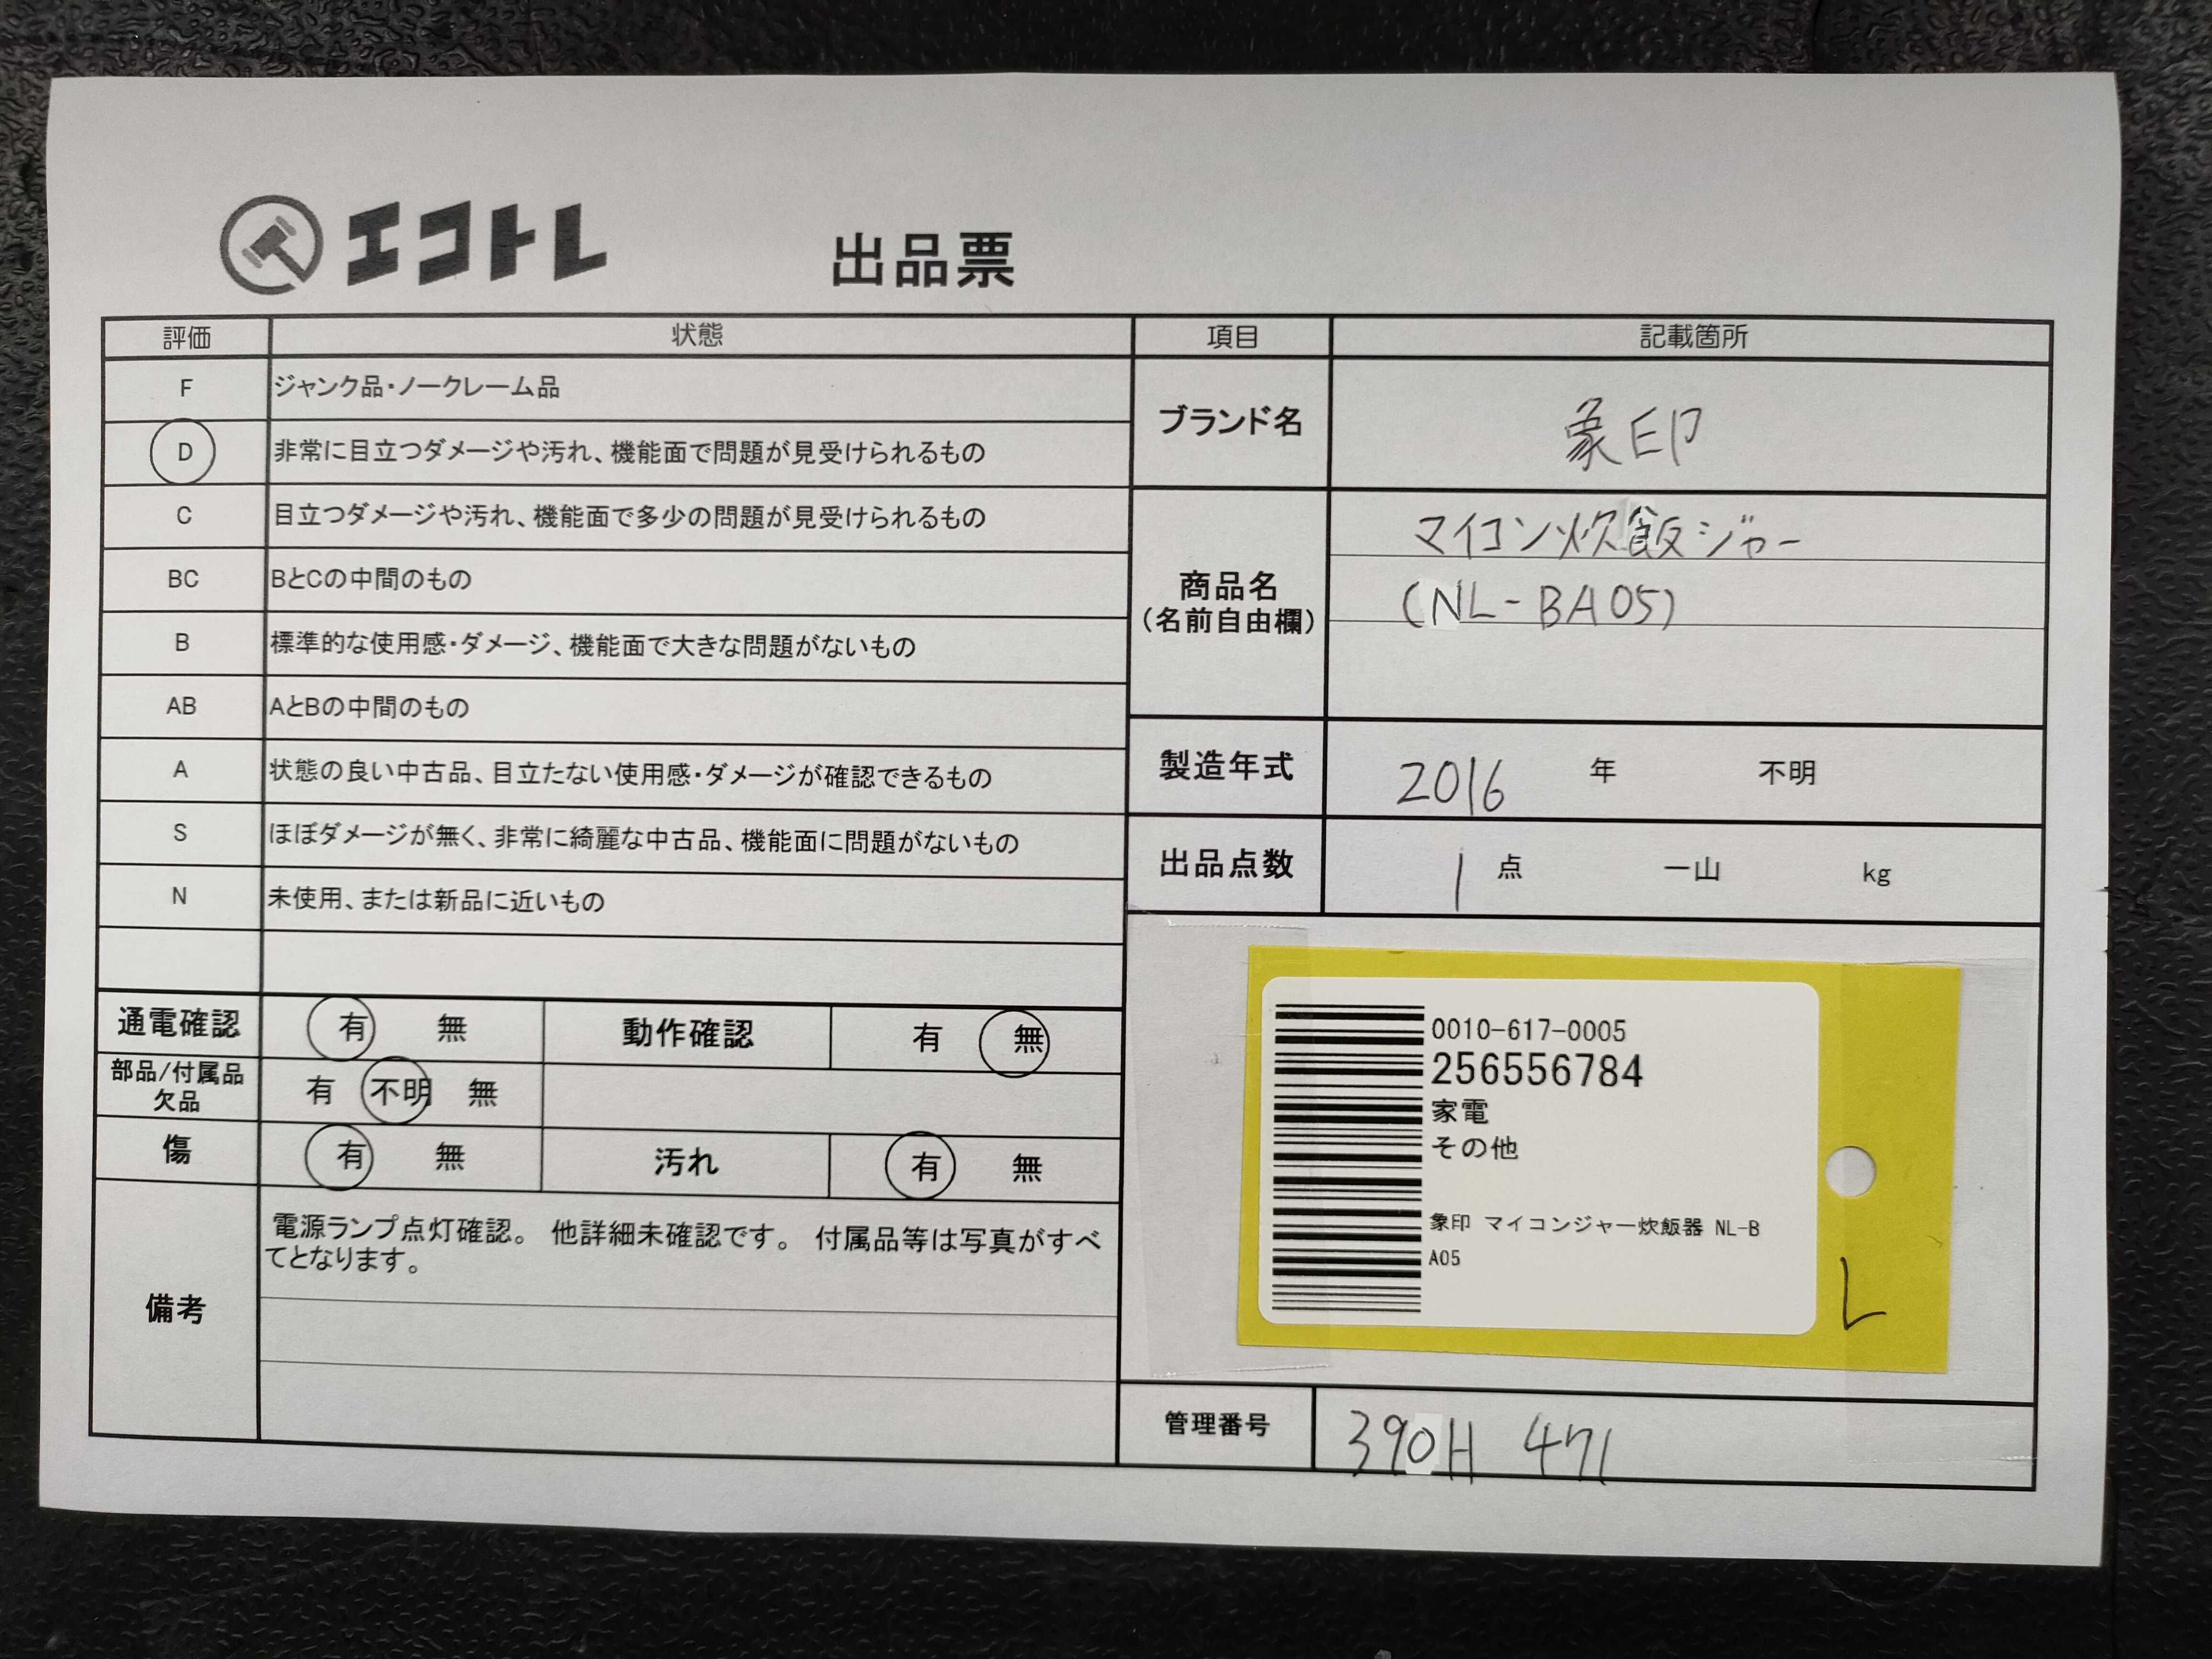 エコトレ
出品票
評価 状態
F ジャンク品・ノークレーム品
D 非常に目立つダメージや汚れ、機能面で問題が見受けられるもの
C 目立つダメージや汚れ、機能面で多少の問題が見受けられるもの
BC BとCの中間のもの
B 標準的な使用感・ダメージ、機能面で大きな問題がないもの
AB AとBの中間のもの
A 状態の良い中古品、目立たない使用感・ダメージが確認できるもの
S ほぼダメージが無く、非常に綺麗な中古品、機能面に問題がないもの
N 未使用、または新品に近いもの
通電確認 有 無 動作確認 有 無
部品/付属品
欠品 有 不明 無
傷 有 無 汚れ 有 無
備考
電源ランプ点灯確認。 他詳細未確認です。 付属品等は写真がすべ
てとなります。
項目 記載箇所
ブランド名 象印
商品名
(名前自由欄)
マイコン炊飯ジャー
(NL-BA05)
製造年式 2016 年 不明
出品点数 1 点 一山 kg
0010-617-0005
256556784
家電
その他
象印 マイコンジャー炊飯器 NL-B
A05
L
管理番号 390H 471